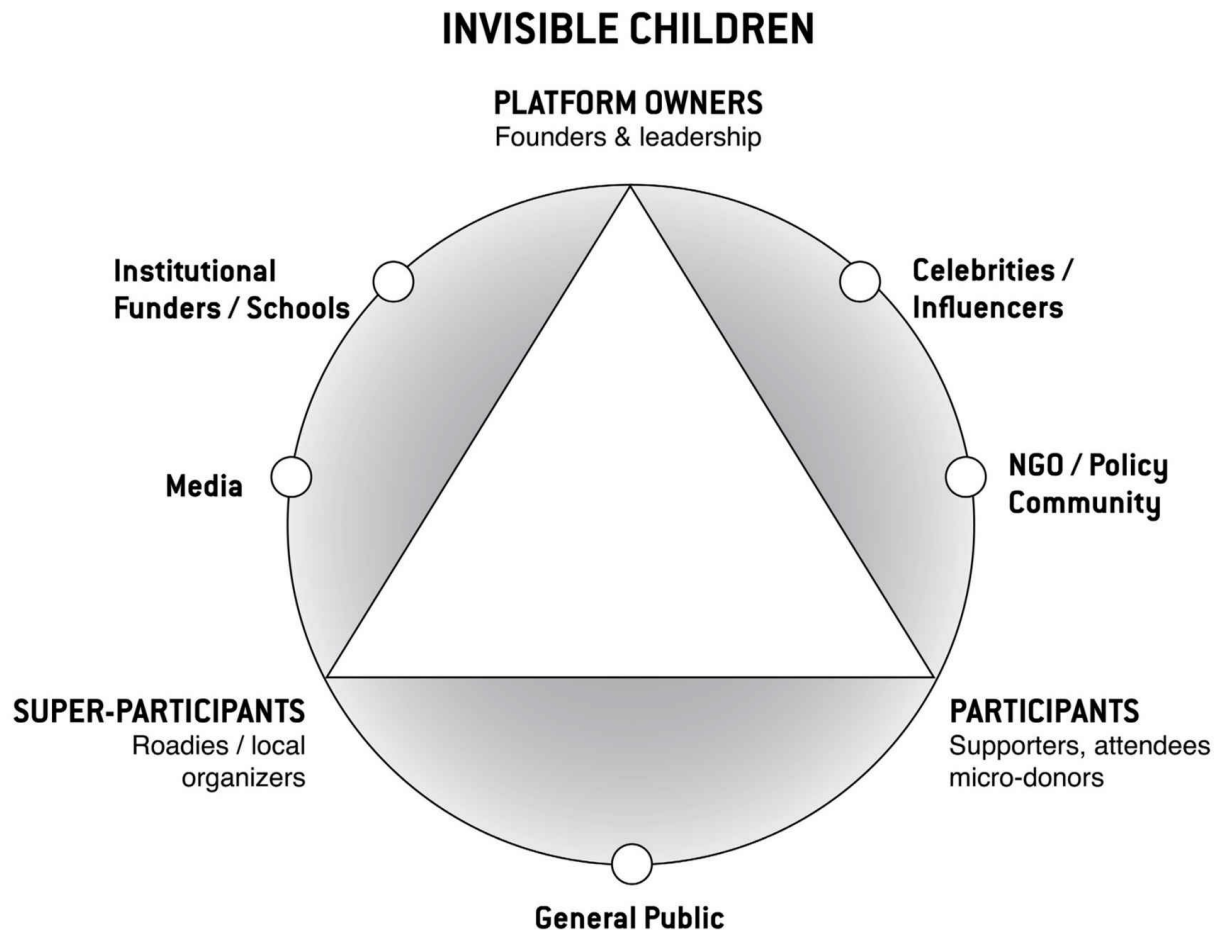 INVISIBLE CHILDREN
PLATFORM OWNERS
Founders & leadership
Institutional
Funders / Schools
Celebrities /
Influencers
Media
NGO / Policy
Community
SUPER-PARTICIPANTS
Roadies / local
organizers
PARTICIPANTS
Supporters, attendees
micro-donors
General Public